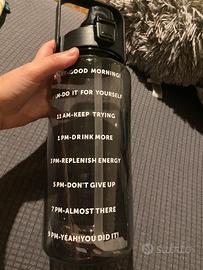 GOOD MORNING!
M-DO IT FOR YOURSELF
11 AM-KEEP TRYING
1 PM-DRINK MORE
3 PM-REPLENISH ENERGY
5 PM-DON'T GIVE UP
7 PM-ALMOST THERE
9 PM-YEAH!YOU DID IT!
subito